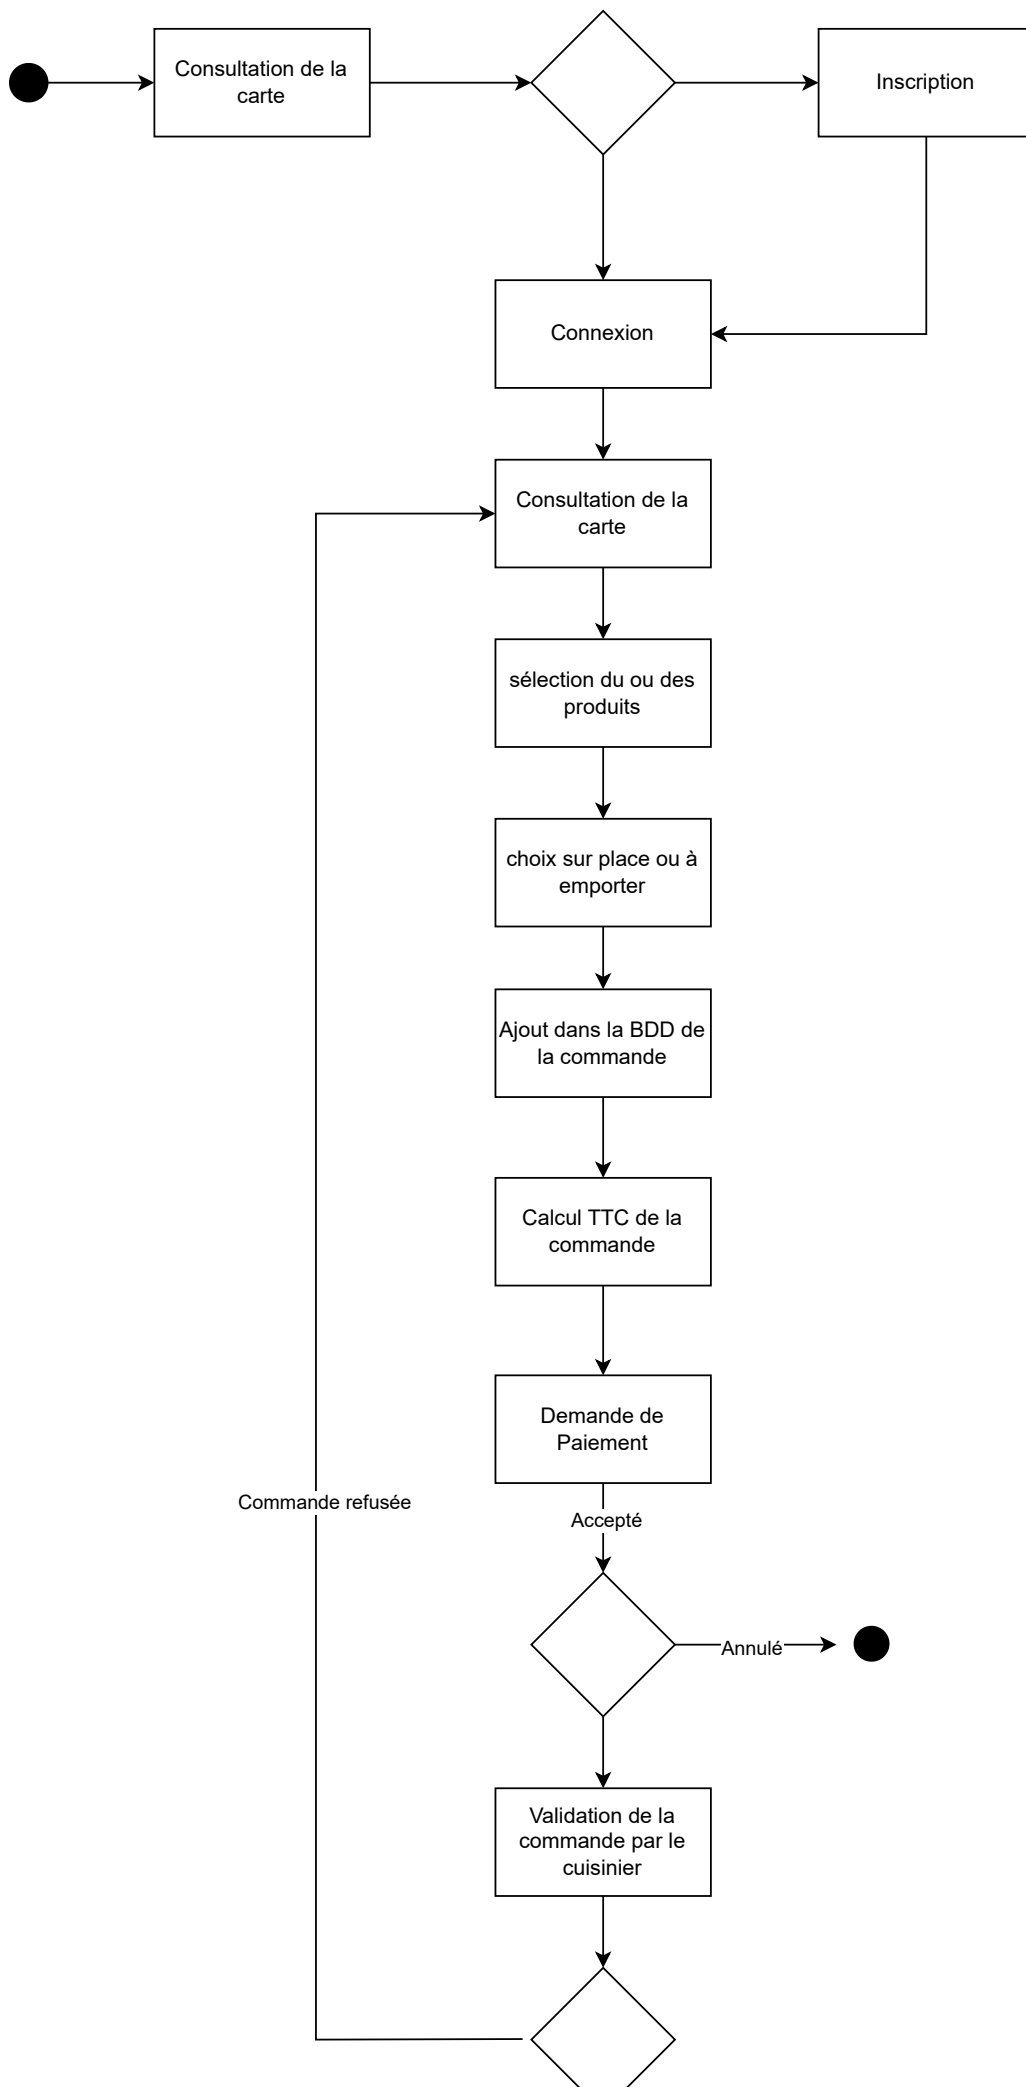 Consultation de la
carte
Inscription
Connexion
Consultation de la
carte
sélection du ou des
produits
choix sur place ou à
emporter
Ajout dans la BDD de
la commande
Calcul TTC de la
commande
Demande de
Paiement
Commande refusée
Accepté
Annulé
Validation de la
commande par le
cuisinier